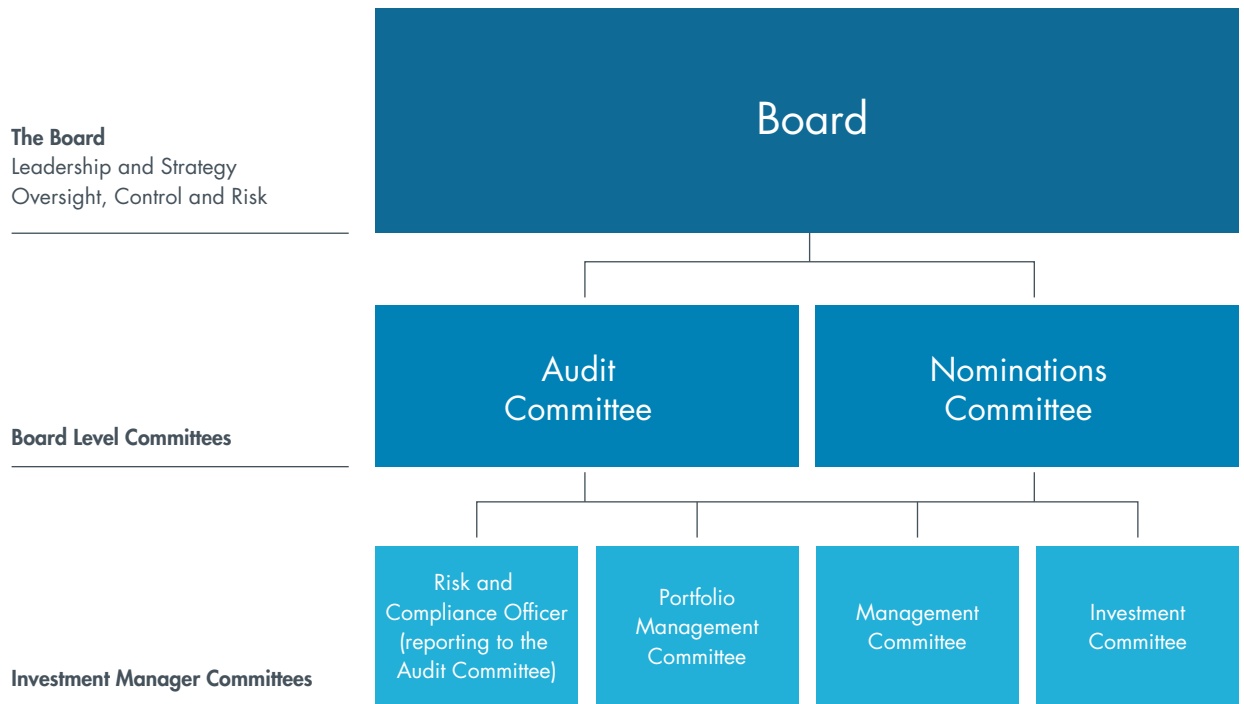 Board
The Board
Leadership and Strategy
Oversight, Control and Risk
Audit
Committee
Nominations
Committee
Board Level Committees
Risk and
Compliance Officer
(reporting to the
Audit Committee)
Portfolio
Management
Committee
Management
Committee
Investment
Committee
Investment Manager Committees